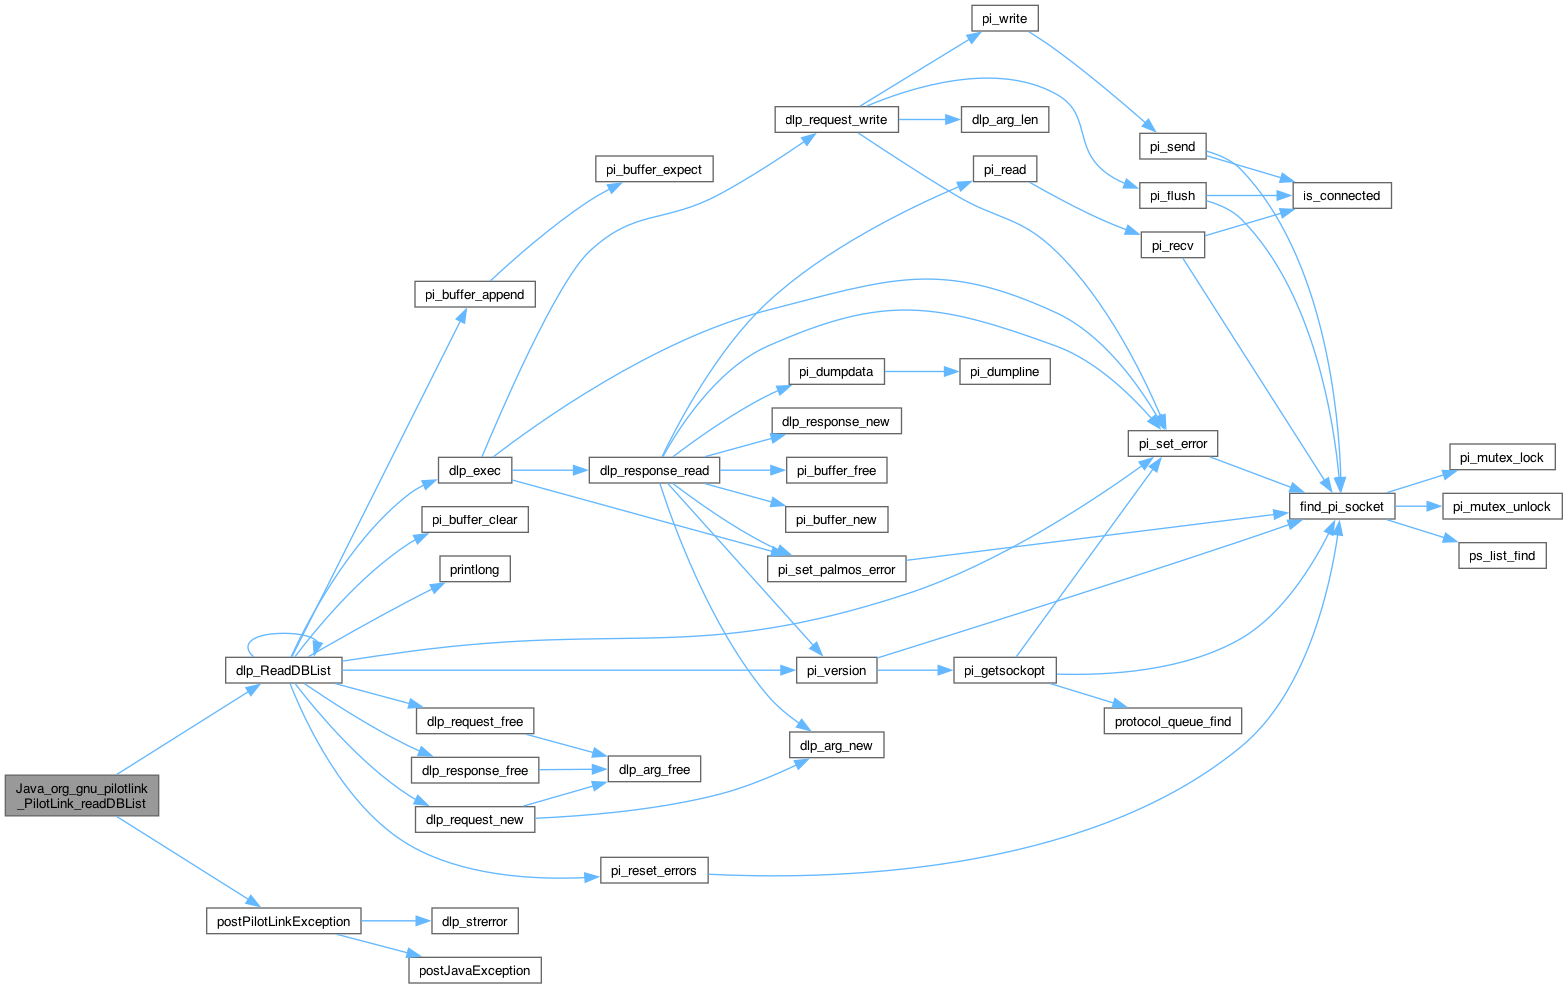 pi_write
dlp_request_write
dlp_arg_len
pi_send
pi_buffer_expect
pi_read
pi_flush
is_connected
pi_recv
pi_buffer_append
pi_dumpdata
pi_dumpline
dlp_response_new
pi_set_error
dlp_exec
dlp_response_read
pi_buffer_free
pi_mutex_lock
pi_buffer_clear
pi_buffer_new
find_pi_socket
pi_mutex_unlock
printlong
pi_set_palmos_error
ps_list_find
dlp_ReadDBList
pi_version
pi_getsockopt
dlp_request_free
protocol_queue_find
dlp_response_free
dlp_arg_free
dlp_arg_new
Java_org_gnu_pilotlink
_PilotLink_readDBList
dlp_request_new
pi_reset_errors
postPilotLinkException
dlp_strerror
postJavaException